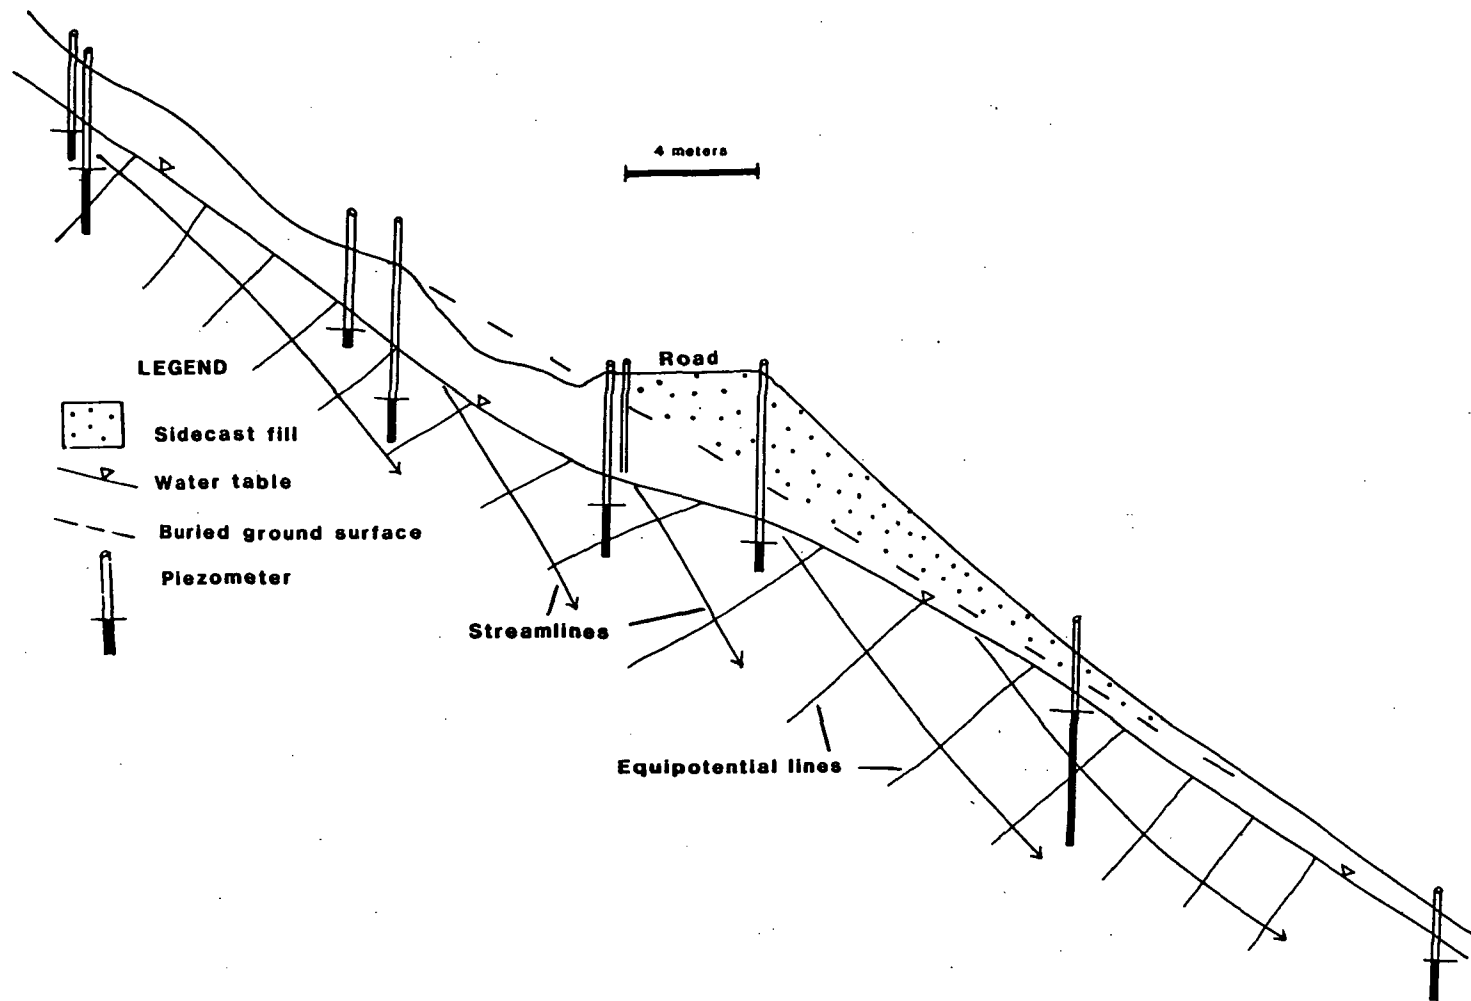 4 meters
Road
LEGEND
Sidecast fill
Water table
Buried ground surface
Piezometer
Streamlines
Equipotential lines